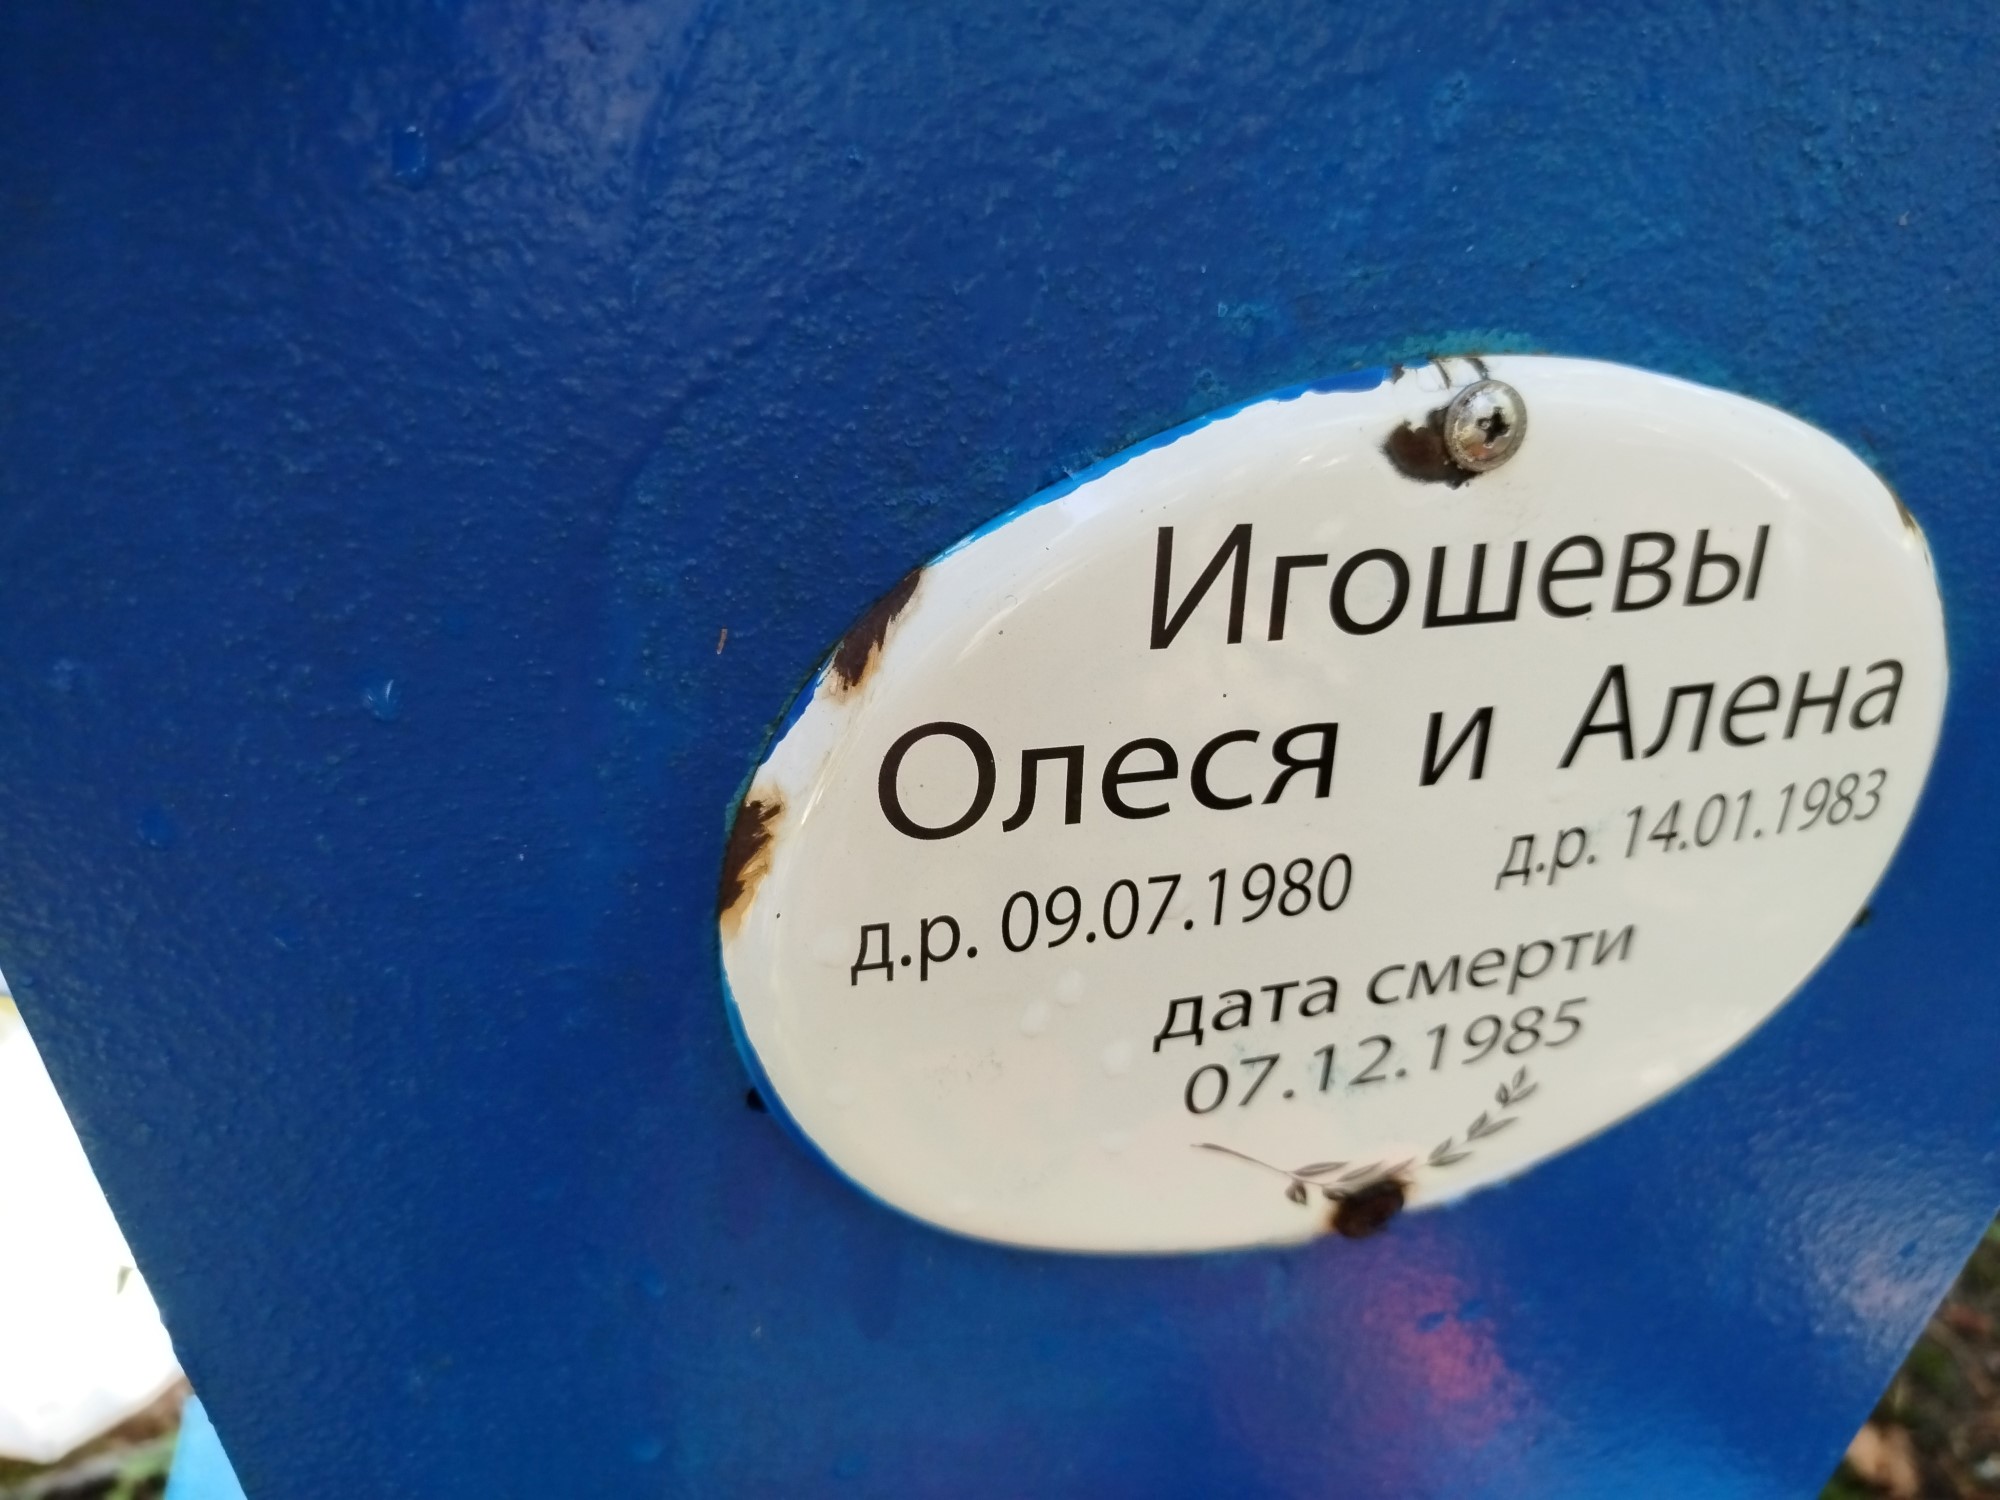 Игошевы
Олеся и Алена
д.р. 09.07.1980 д.р. 14.01.1983
дата смерти
07.12.1985